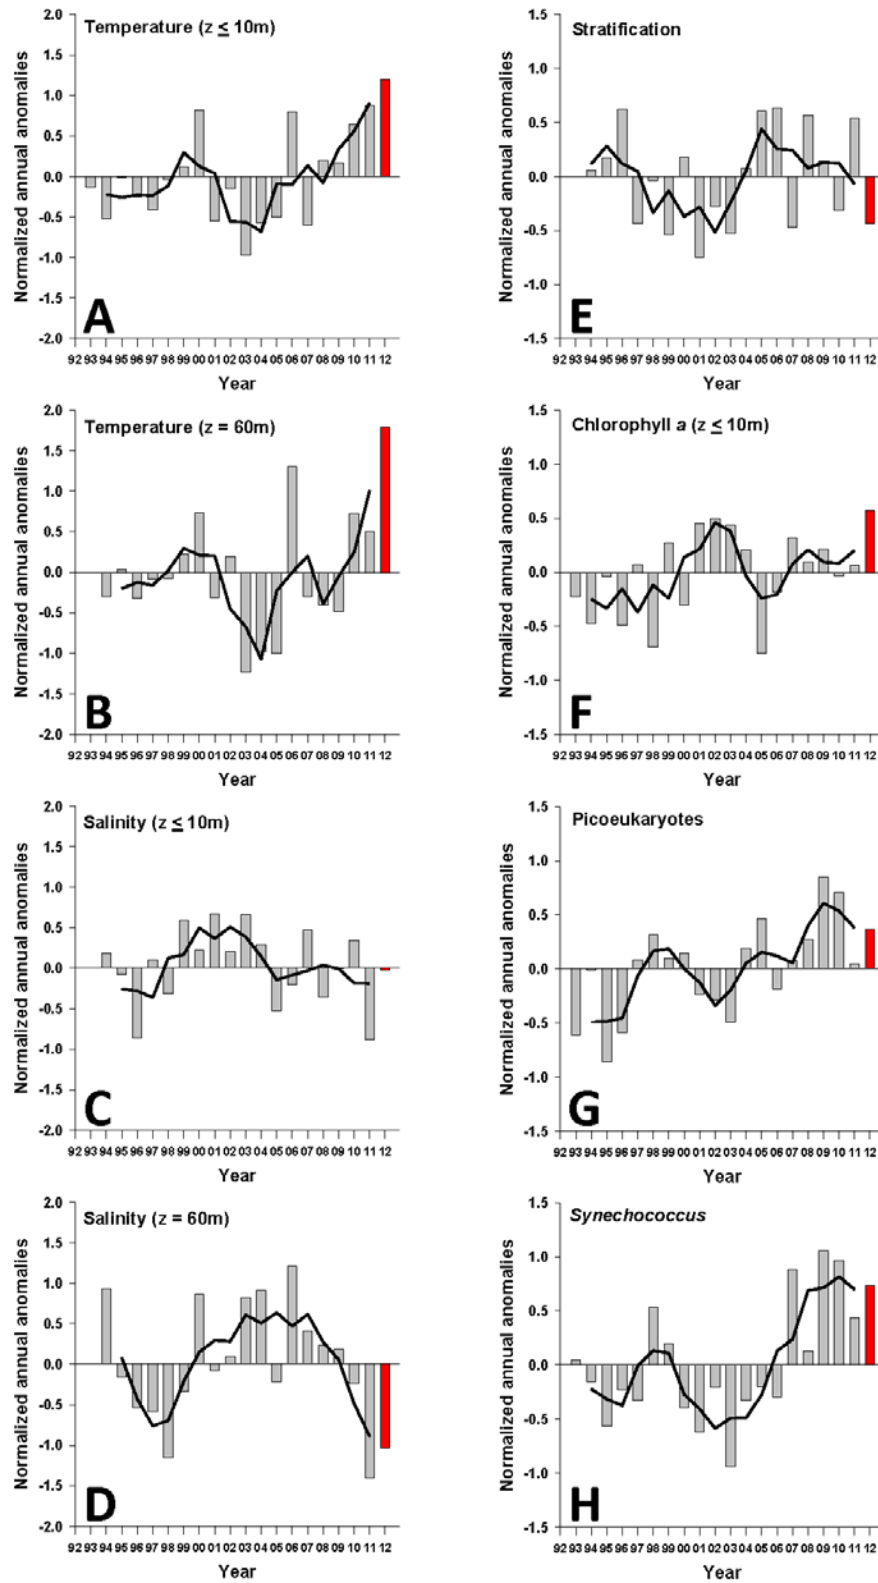 Temperature (z ≤ 10m)
Normalized annual anomalies
2.0
1.5
1.0
0.5
0.0
-0.5
-1.0
-1.5
-2.0
A
92 93 94 95 96 97 98 99 00 01 02 03 04 05 06 07 08 09 10 11 12
Year
Stratification
Normalized annual anomalies
1.5
1.0
0.5
0.0
-0.5
-1.0
-1.5
E
92 93 94 95 96 97 98 99 00 01 02 03 04 05 06 07 08 09 10 11 12
Year
Temperature (z = 60m)
Normalized annual anomalies
2.0
1.5
1.0
0.5
0.0
-0.5
-1.0
-1.5
-2.0
B
92 93 94 95 96 97 98 99 00 01 02 03 04 05 06 07 08 09 10 11 12
Year
Chlorophyll a (z ≤ 10m)
Normalized annual anomalies
1.5
1.0
0.5
0.0
-0.5
-1.0
-1.5
F
92 93 94 95 96 97 98 99 00 01 02 03 04 05 06 07 08 09 10 11 12
Year
Salinity (z ≤ 10m)
Normalized annual anomalies
2.0
1.5
1.0
0.5
0.0
-0.5
-1.0
-1.5
-2.0
C
92 93 94 95 96 97 98 99 00 01 02 03 04 05 06 07 08 09 10 11 12
Year
Picoeukaryotes
Normalized annual anomalies
1.5
1.0
0.5
0.0
-0.5
-1.0
-1.5
G
92 93 94 95 96 97 98 99 00 01 02 03 04 05 06 07 08 09 10 11 12
Year
Salinity (z = 60m)
Normalized annual anomalies
2.0
1.5
1.0
0.5
0.0
-0.5
-1.0
-1.5
-2.0
D
92 93 94 95 96 97 98 99 00 01 02 03 04 05 06 07 08 09 10 11 12
Year
Synechococcus
Normalized annual anomalies
1.5
1.0
0.5
0.0
-0.5
-1.0
-1.5
H
92 93 94 95 96 97 98 99 00 01 02 03 04 05 06 07 08 09 10 11 12
Year